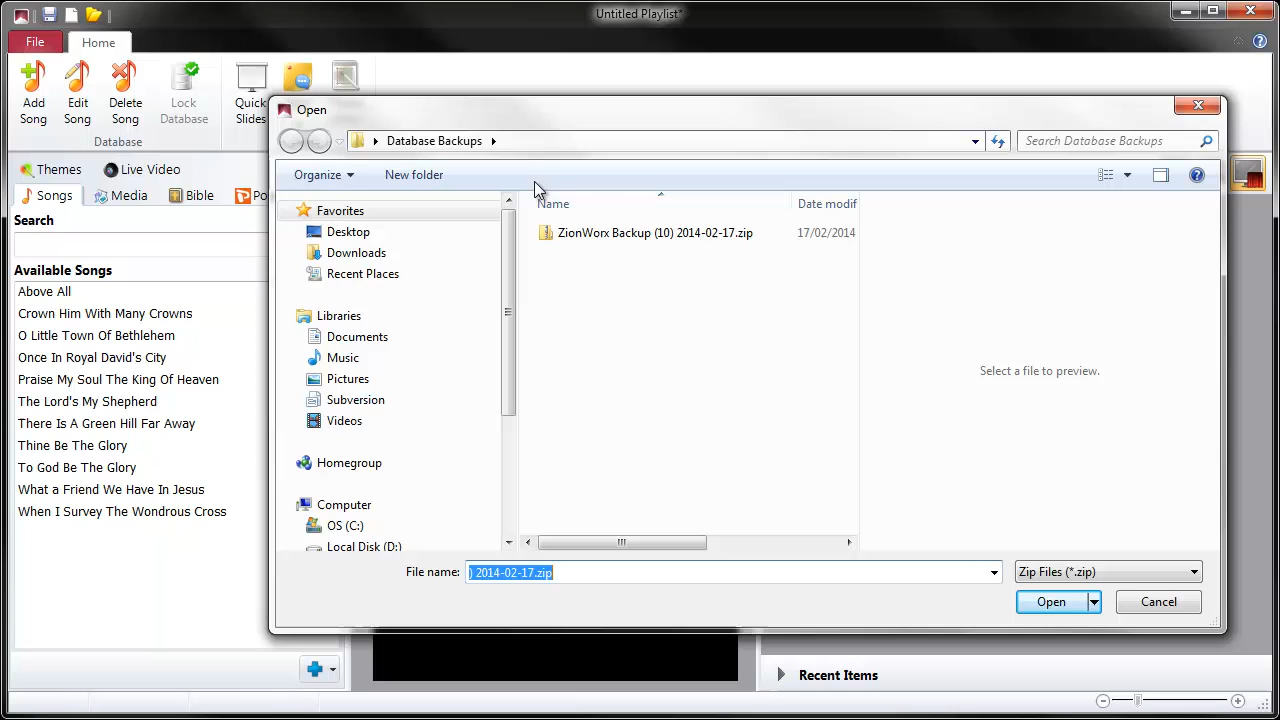 Untitled Playlist*
File
Home
Add Song
Edit Song
Delete Song
Lock Database
Quick Slides
Database
Themes
Live Video
Songs
Media
Bible
Po
Search
Available Songs
Above All
Crown Him With Many Crowns
O Little Town Of Bethlehem
Once In Royal David's City
Praise My Soul The King Of Heaven
The Lord's My Shepherd
There Is A Green Hill Far Away
Thine Be The Glory
To God Be The Glory
What a Friend We Have In Jesus
When I Survey The Wondrous Cross
Open
Database Backups
Search Database Backups
Organize
New folder
Favorites
Desktop
Downloads
Recent Places
Libraries
Documents
Music
Pictures
Subversion
Videos
Homegroup
Computer
OS (C:)
Local Disk (D:)
Name
Date modif
ZionWorx Backup (10) 2014-02-17.zip
17/02/2014
Select a file to preview.
File name:
) 2014-02-17.zip
Zip Files (*.zip)
Open
Cancel
Recent Items